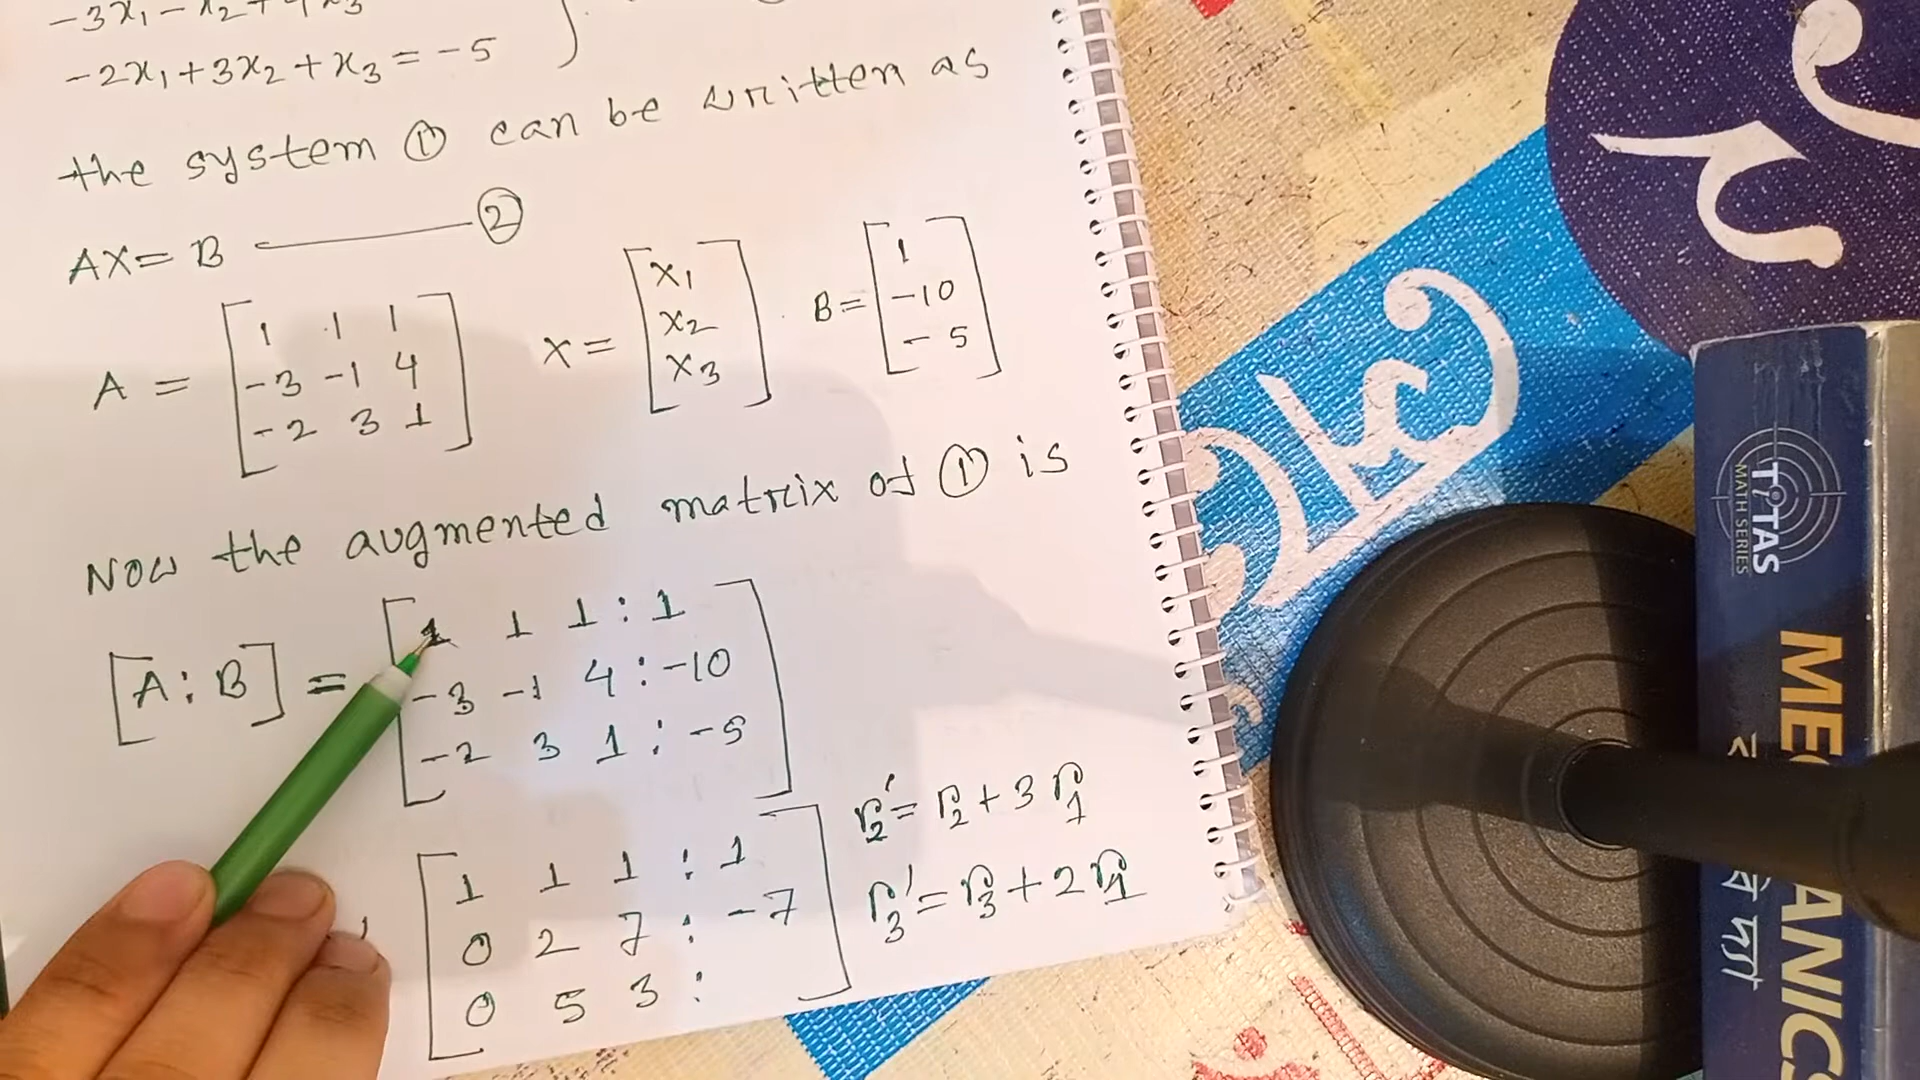 -3x₁ - x₂ + 4x₃
-2x₁ + 3x₂ + x₃ = -5
the system ① can be written as
AX = B ②
A = [1 1 1
-3 -1 4
-2 3 1]
X = [x₁
x₂
x₃]
B = [1
-10
-5]
Now the augmented matrix of ① is
[A : B] = [1 1 1 : 1
-3 -1 4 : -10
-2 3 1 : -5]
[1 1 1 : 1
0 2 7 : -7
0 5 3 : ]
r₂′ = r₂ + 3r₁
r₃′ = r₃ + 2r₁
TITAS
MATH SERIES